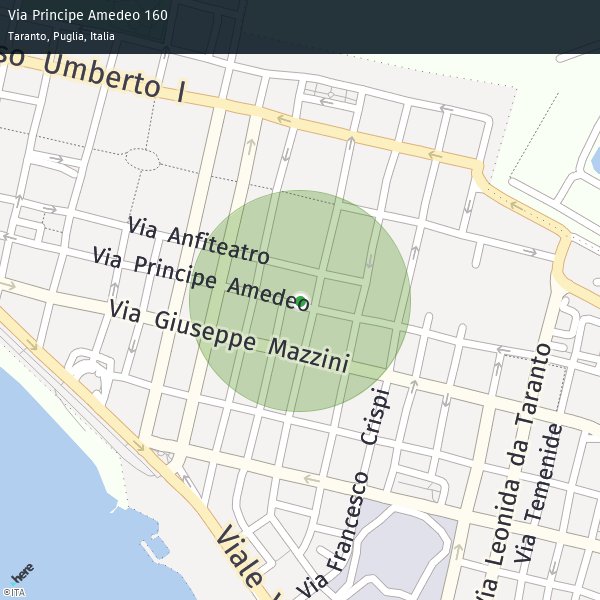 Via Principe Amedeo 160
Taranto, Puglia, Italia
so Umberto I
Via Anfiteatro
Via Principe Amedeo
Via Giuseppe Mazzini
Via Francesco Crispi
Via Leonida da Taranto
Via Temenide
Viale
here
©ITA